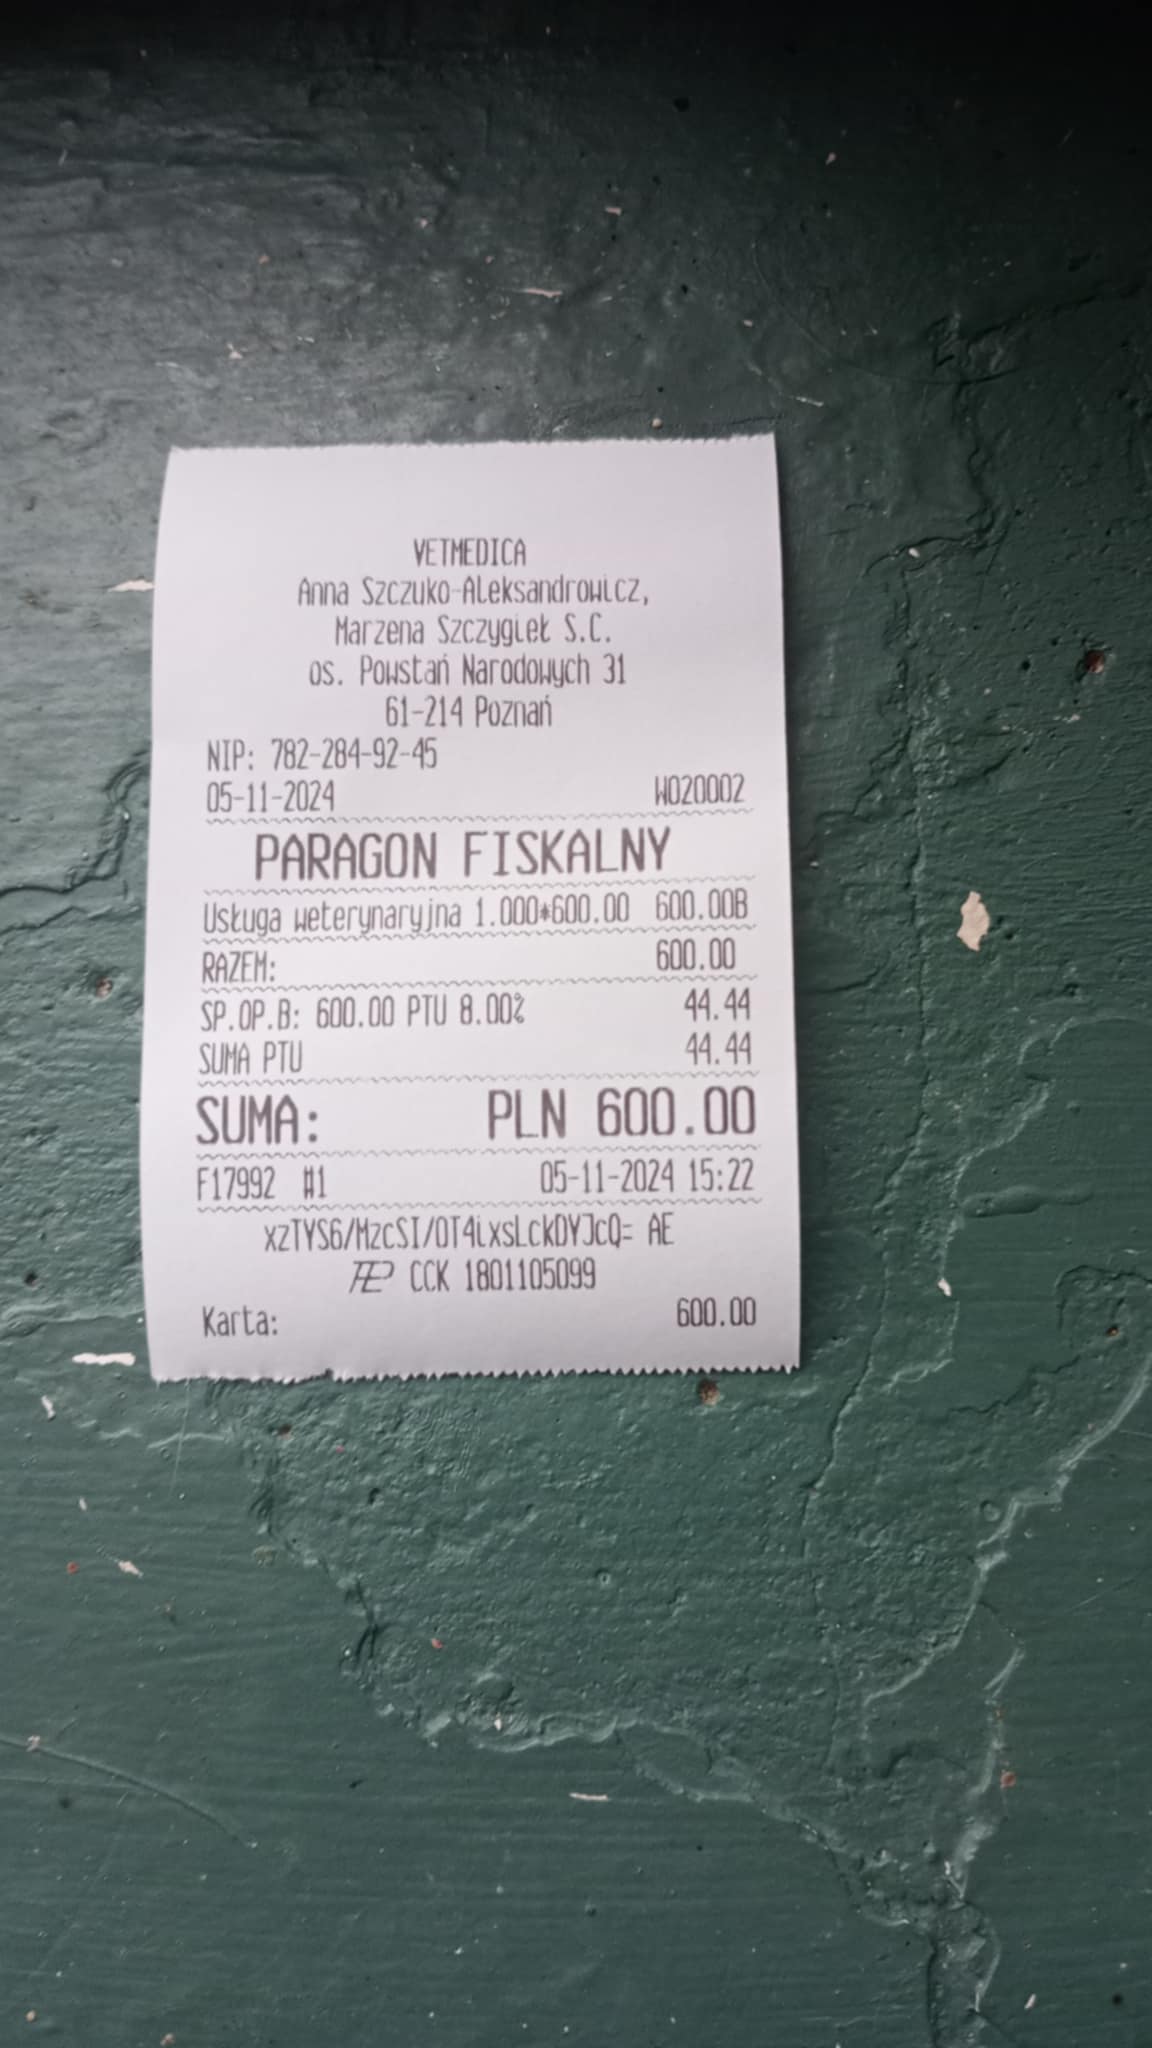 VETMEDICA
Anna Szczuko-Aleksandrowicz,
Marzena Szczygieł S.C.
os. Powstań Narodowych 31
61-214 Poznań
NIP: 782-284-92-45
05-11-2024 W020002
PARAGON FISKALNY
Usługa weterynaryjna 1.000*600.00 600.00B
RAZEM: 600.00
SP.OP.B: 600.00 PTU 8.00% 44.44
SUMA PTU 44.44
SUMA: PLN 600.00
F17992 #1 05-11-2024 15:22
xzTYS6/MzcSI/OT4ixsLckDYJcQ= AE
CCK 1801105099
Karta: 600.00